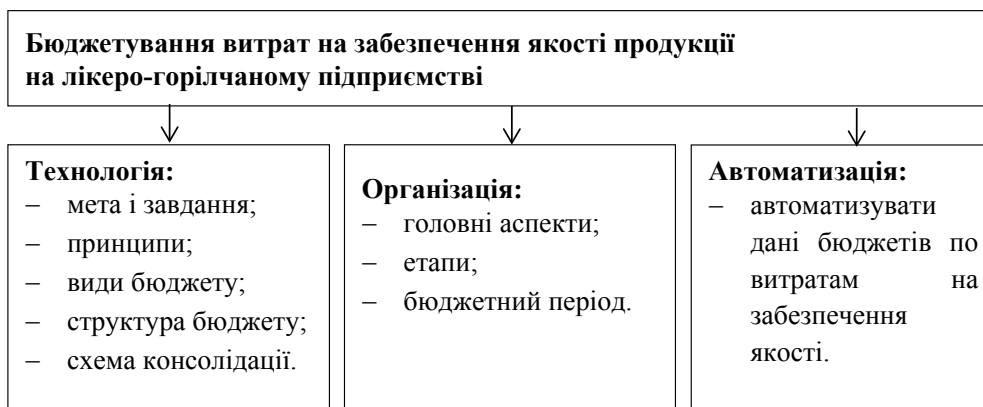 Бюджетування витрат на забезпечення якості продукції
на лікеро-горілчаному підприємстві
Технологія:
– мета і завдання;
– принципи;
– види бюджету;
– структура бюджету;
– схема консолідації.
Організація:
– головні аспекти;
– етапи;
– бюджетний період.
Автоматизація:
– автоматизувати
дані бюджетів по
витратам на
забезпечення
якості.